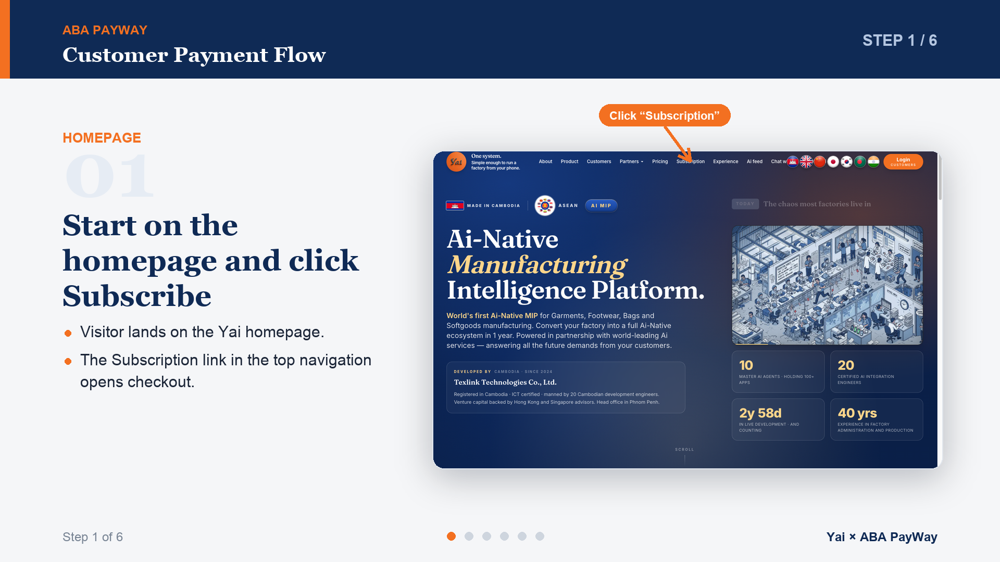 ABA PAYWAY
Customer Payment Flow
STEP 1 / 6
HOMEPAGE
01
Start on the
homepage and click
Subscribe
Visitor lands on the Yai homepage.
The Subscription link in the top navigation
opens checkout.
Click “Subscription”
Yai
One system.
Simple enough to run a
factory from your phone.
About Product Customers Partners Pricing Subscription Experience Ai feed Chat
Login
CUSTOMERS
MADE IN CAMBODIA
ASEAN
AI MIP
TODAY The chaos most factories live in
Ai-Native
Manufacturing
Intelligence Platform.
World's first Ai-Native MIP for Garments, Footwear, Bags and
Softgoods manufacturing. Convert your factory into a full Ai-Native
ecosystem in 1 year. Powered in partnership with world-leading Ai
services — answering all the future demands from your customers.
DEVELOPED BY CAMBODIA · SINCE 2024
Texlink Technologies Co., Ltd.
Registered in Cambodia · ICT certified · manned by 20 Cambodian development engineers.
Venture capital backed by Hong Kong and Singapore advisors. Head office in Phnom Penh.
10
MASTER AI AGENTS · HOLDING 100+
APPS
20
CERTIFIED AI INTEGRATION
ENGINEERS
2y 58d
IN LIVE DEVELOPMENT · AND
COUNTING
40 yrs
EXPERIENCE IN FACTORY
ADMINISTRATION AND PRODUCTION
SCROLL
Step 1 of 6
Yai × ABA PayWay